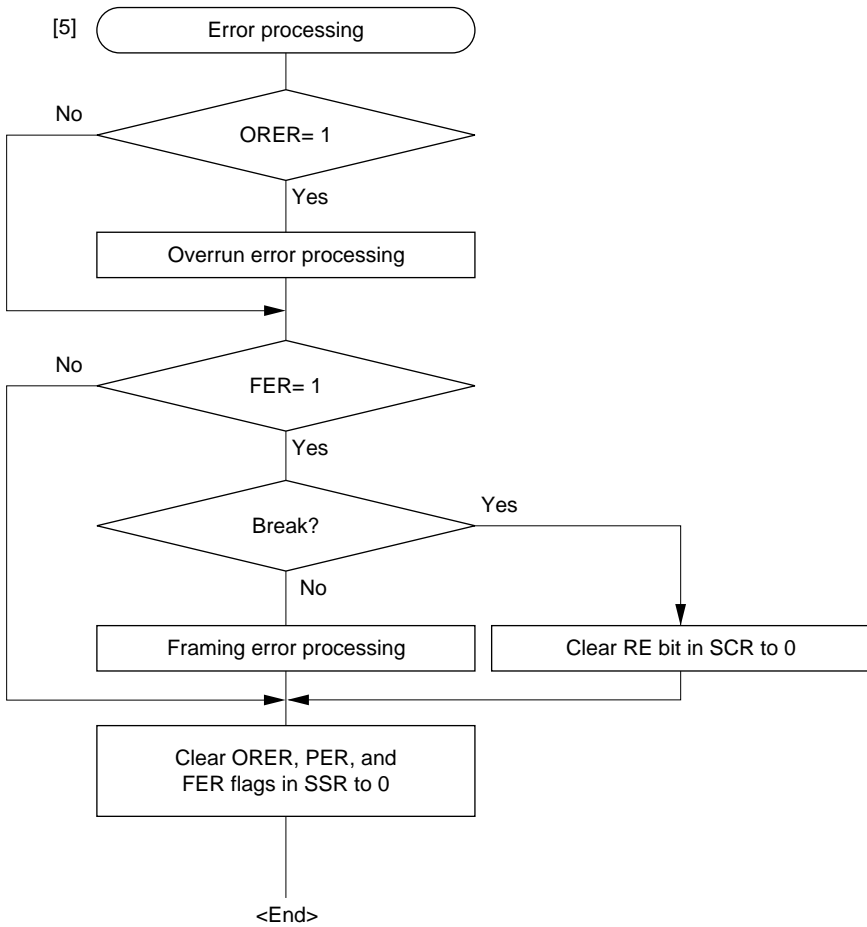 [5] Error processing
No
ORER= 1
Yes
Overrun error processing
No
FER= 1
Yes
Yes
Break?
No
Framing error processing
Clear RE bit in SCR to 0
Clear ORER, PER, and
FER flags in SSR to 0
<End>